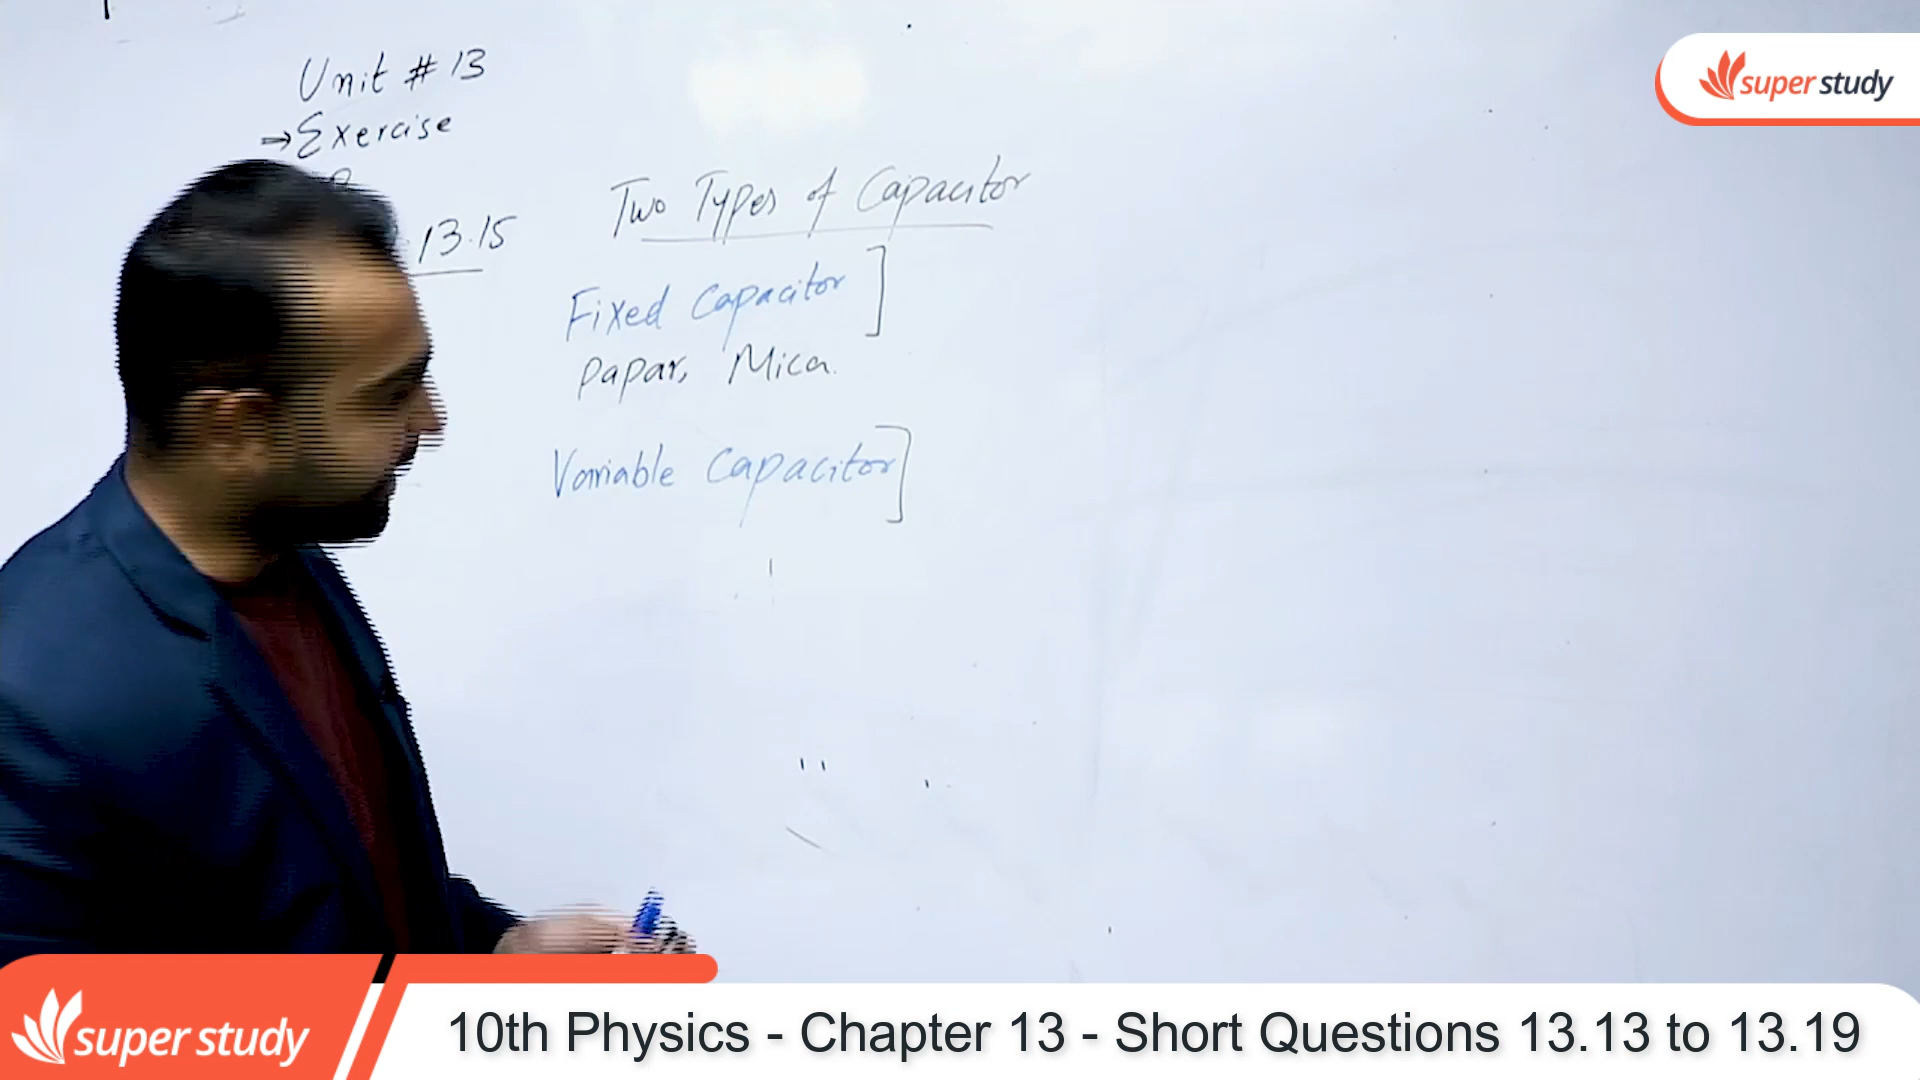 Unit # 13
⇒ Exercise
13.15
Two Types of Capacitor
Fixed Capacitor ]
papar, Mica.
Variable Capacitor ]
super study
super study
10th Physics - Chapter 13 - Short Questions 13.13 to 13.19